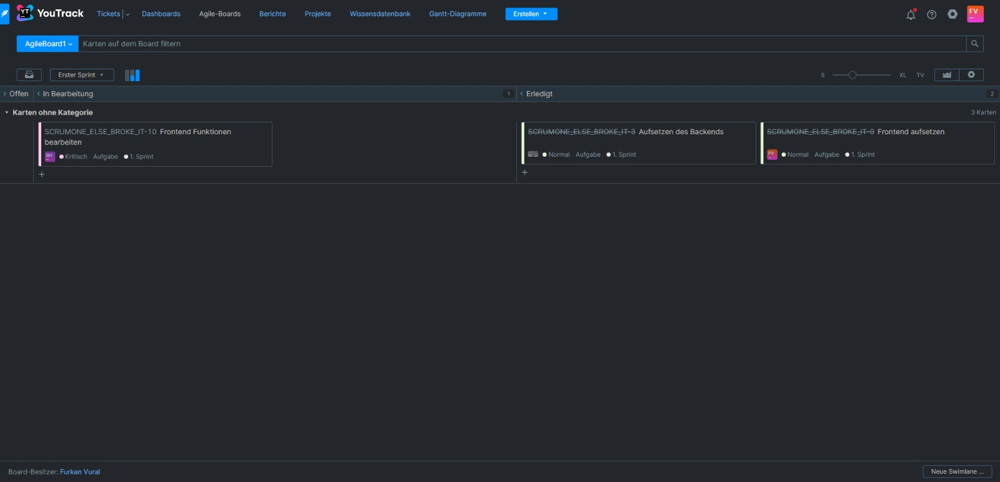 YT YouTrack Tickets Dashboards Agile-Boards Berichte Projekte Wissensdatenbank Gantt-Diagramme Erstellen FV
AgileBoard1 Karten auf dem Board filtern
Erster Sprint S XL TV
Offen In Bearbeitung 1 Erledigt 2
Karten ohne Kategorie 3 Karten
SCRUMONE_ELSE_BROKE_IT-10 Frontend Funktionen
bearbeiten
SH Kritisch Aufgabe 1. Sprint
SCRUMONE_ELSE_BROKE_IT-3 Aufsetzen des Backends
Normal Aufgabe 1. Sprint
SCRUMONE_ELSE_BROKE_IT-9 Frontend aufsetzen
FV Normal Aufgabe 1. Sprint
Board-Besitzer: Furkan Vural Neue Swimlane ...